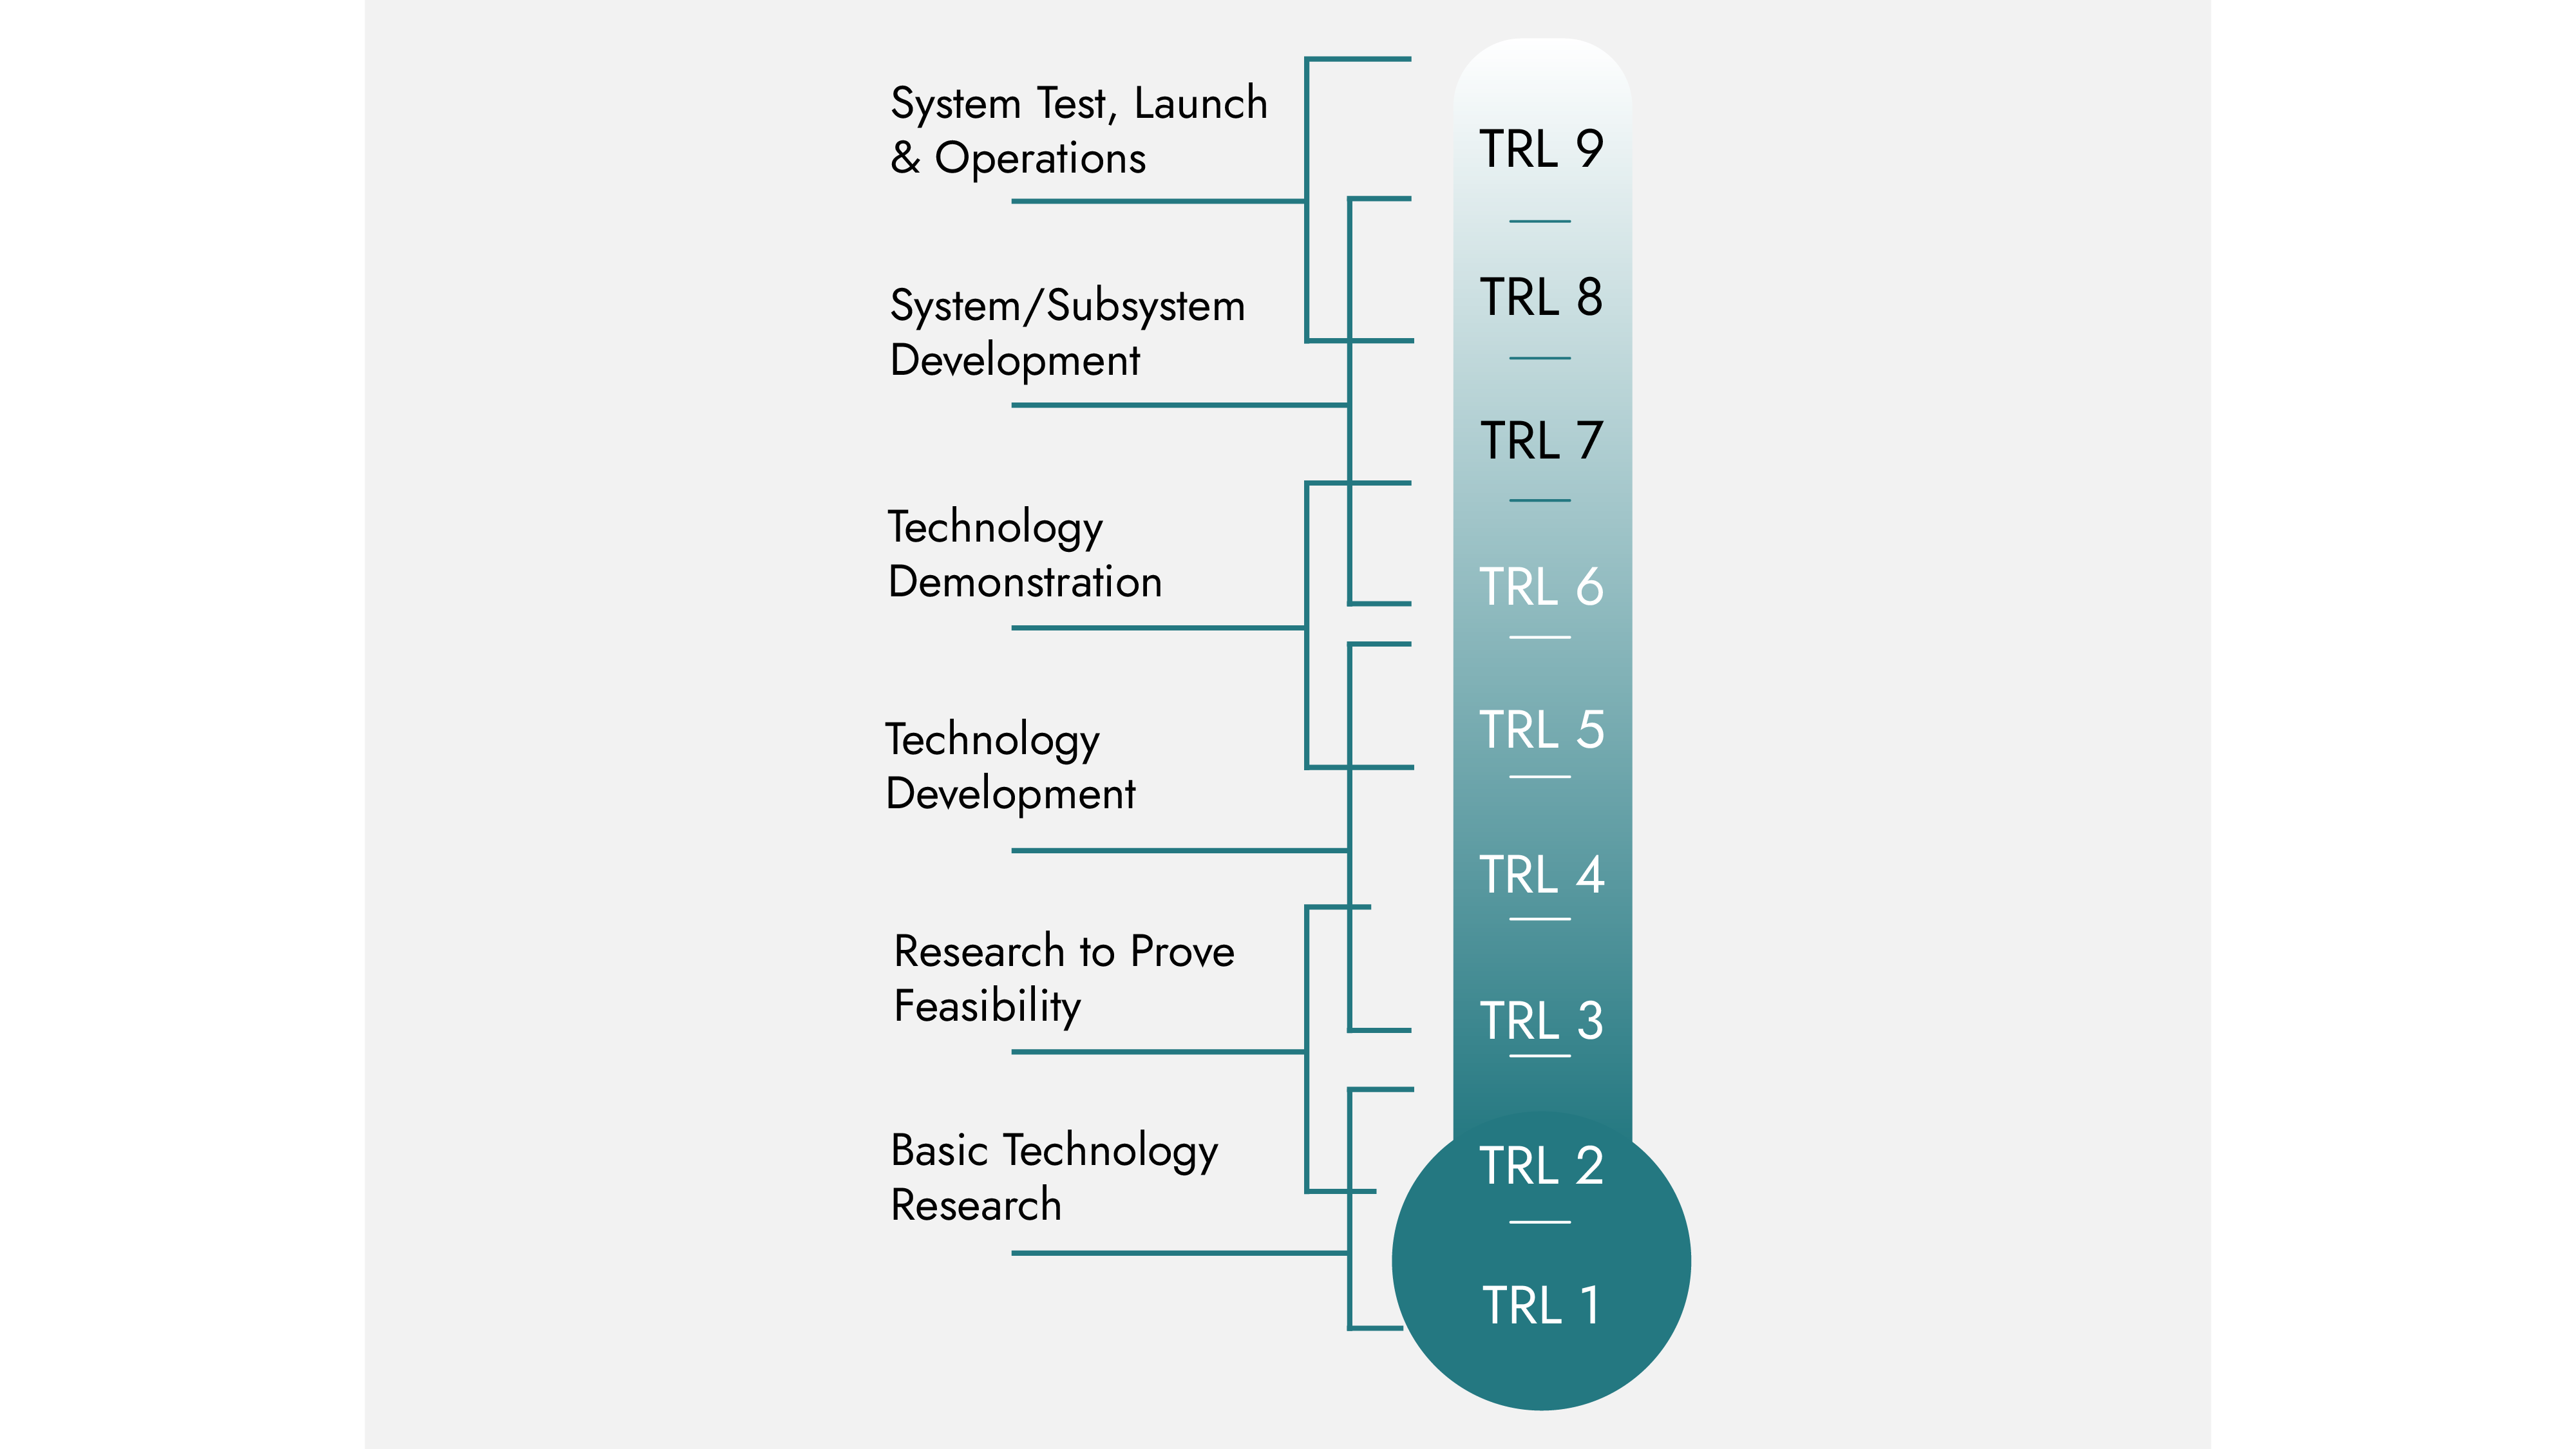 System Test, Launch
& Operations
System/Subsystem
Development
Technology
Demonstration
Technology
Development
Research to Prove
Feasibility
Basic Technology
Research
TRL 9
TRL 8
TRL 7
TRL 6
TRL 5
TRL 4
TRL 3
TRL 2
TRL 1